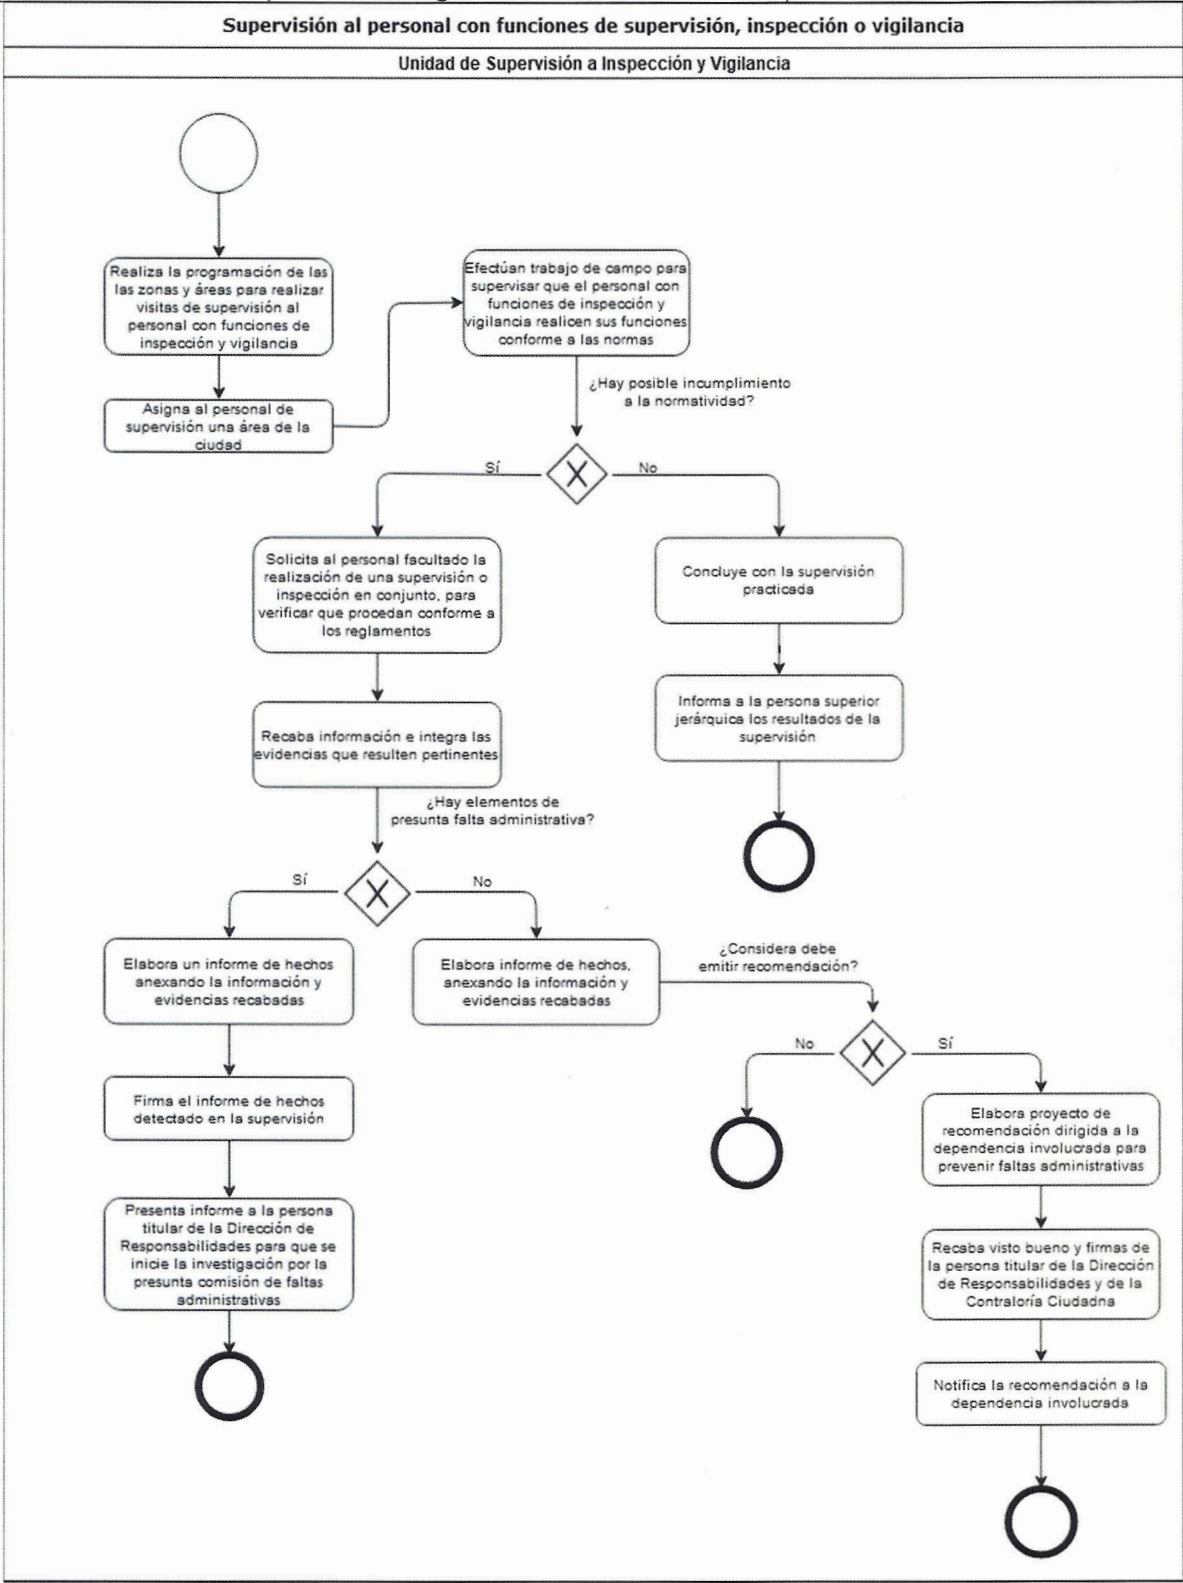 Supervisión al personal con funciones de supervisión, inspección o vigilancia
Unidad de Supervisión a Inspección y Vigilancia
Realiza la programación de las
las zonas y áreas para realizar
visitas de supervisión al
personal con funciones de
inspección y vigilancia
Asigna al personal de
supervisión una área de la
ciudad
Efectúan trabajo de campo para
supervisar que el personal con
funciones de inspección y
vigilancia realicen sus funciones
conforme a las normas
¿Hay posible incumplimiento
a la normatividad?
Sí
No
Solicita al personal facultado la
realización de una supervisión o
inspección en conjunto, para
verificar que procedan conforme a
los reglamentos
Concluye con la supervisión
practicada
Recaba información e integra las
evidencias que resulten pertinentes
Informa a la persona superior
jerárquica los resultados de la
supervisión
¿Hay elementos de
presunta falta administrativa?
Sí
No
Elabora un informe de hechos
anexando la información y
evidencias recabadas
Elabora informe de hechos,
anexando la información y
evidencias recabadas
¿Considera debe
emitir recomendación?
No
Sí
Firma el informe de hechos
detectado en la supervisión
Elabora proyecto de
recomendación dirigida a la
dependencia involucrada para
prevenir faltas administrativas
Presenta informe a la persona
titular de la Dirección de
Responsabilidades para que se
inicie la investigación por la
presunta comisión de faltas
administrativas
Recaba visto bueno y firmas de
la persona titular de la Dirección
de Responsabilidades y de la
Contraloría Ciudadna
Notifica la recomendación a la
dependencia involucrada